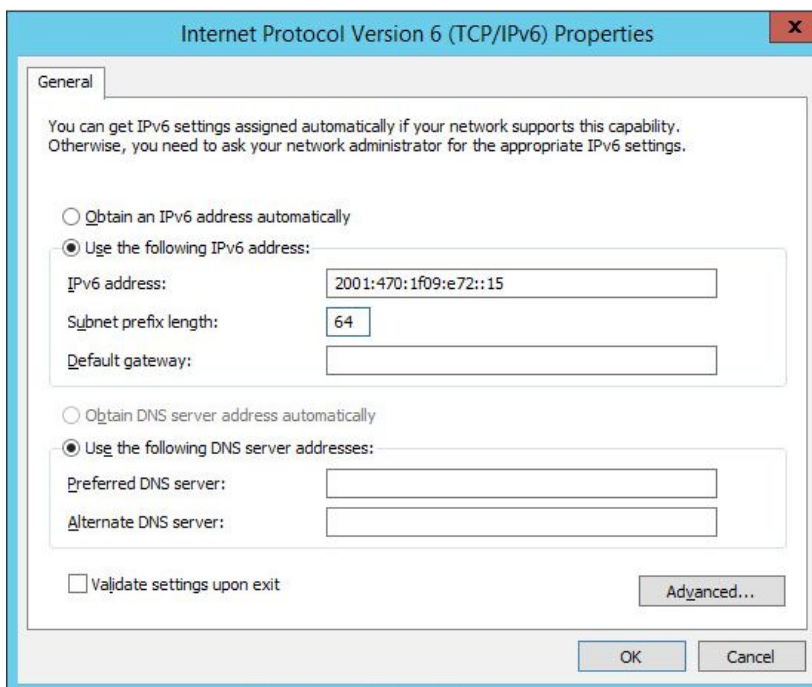 Internet Protocol Version 6 (TCP/IPv6) Properties
x
General
You can get IPv6 settings assigned automatically if your network supports this capability.
Otherwise, you need to ask your network administrator for the appropriate IPv6 settings.
Obtain an IPv6 address automatically
Use the following IPv6 address:
IPv6 address: 2001:470:1f09:e72::15
Subnet prefix length: 64
Default gateway:
Obtain DNS server address automatically
Use the following DNS server addresses:
Preferred DNS server:
Alternate DNS server:
Validate settings upon exit
Advanced...
OK Cancel